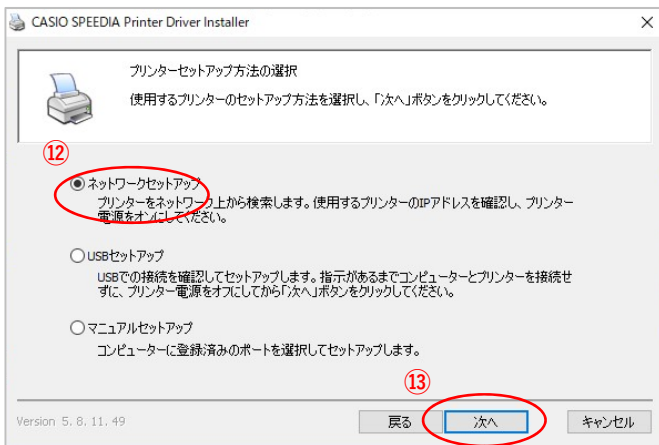 CASIO SPEEDIA Printer Driver Installer
プリンターセットアップ方法の選択
使用するプリンターのセットアップ方法を選択し、「次へ」ボタンをクリックしてください。
⑫
ネットワークセットアップ
プリンターをネットワーク上から検索します。使用するプリンターのIPアドレスを確認し、プリンター
電源をオンにしてください。
USBセットアップ
USBでの接続を確認してセットアップします。指示があるまでコンピューターとプリンターを接続せ
ずに、プリンター電源をオフにしてから「次へ」ボタンをクリックしてください。
マニュアルセットアップ
コンピューターに登録済みのポートを選択してセットアップします。
⑬
Version 5. 8. 11. 49
戻る 次へ キャンセル